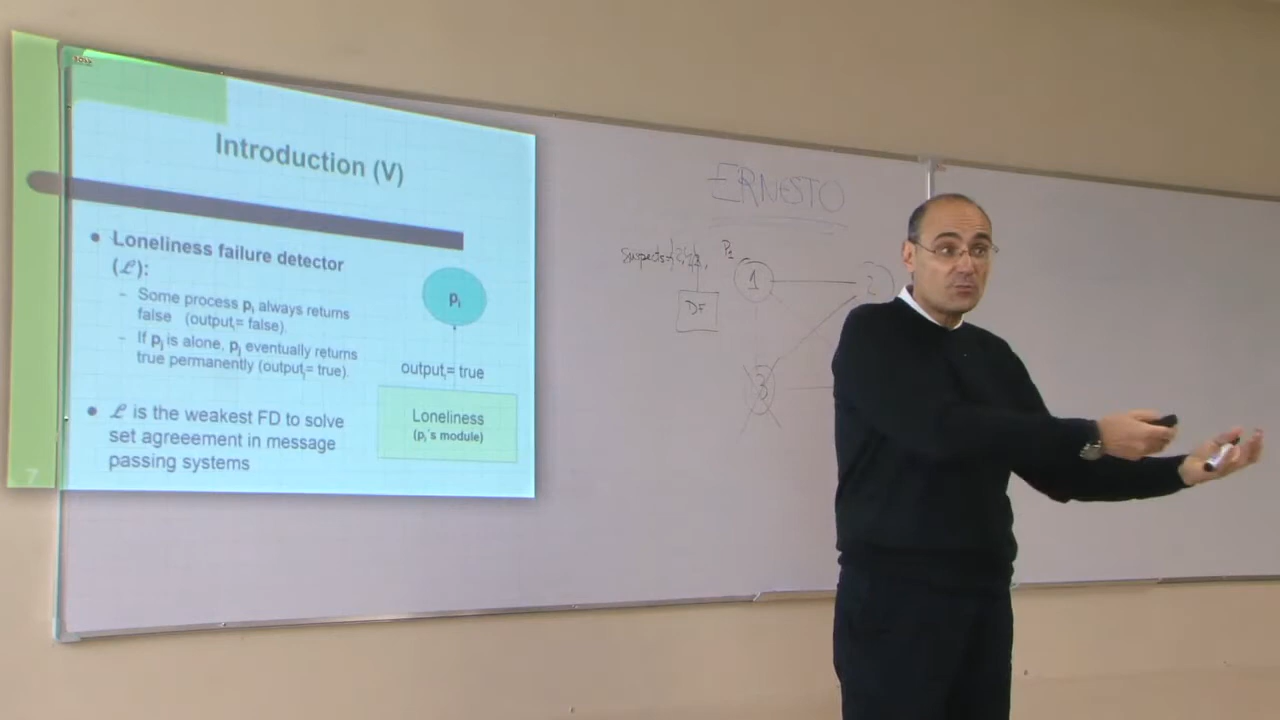 Introduction (V)
Loneliness failure detector
(ℒ):
Some process pᵢ always returns
false (outputᵢ= false).
If pⱼ is alone, pⱼ eventually returns
true permanently (outputⱼ= true).
ℒ is the weakest FD to solve
set agreeement in message
passing systems
pᵢ
outputᵢ= true
Loneliness
(pᵢ´s module)
7
ERNESTO
1
2
3